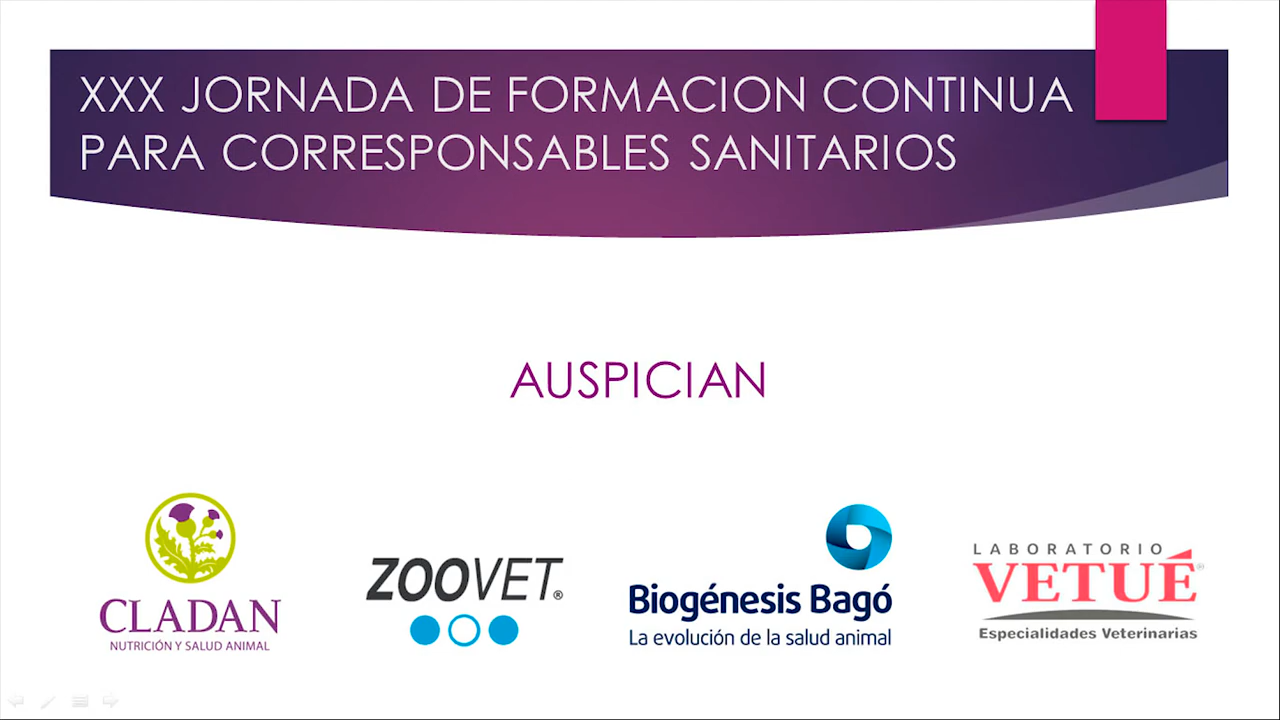 XXX JORNADA DE FORMACION CONTINUA
PARA CORRESPONSABLES SANITARIOS
AUSPICIAN
CLADAN
NUTRICIÓN Y SALUD ANIMAL
ZOOVET®
Biogénesis Bagó
La evolución de la salud animal
LABORATORIO
VETUÉ®
Especialidades Veterinarias